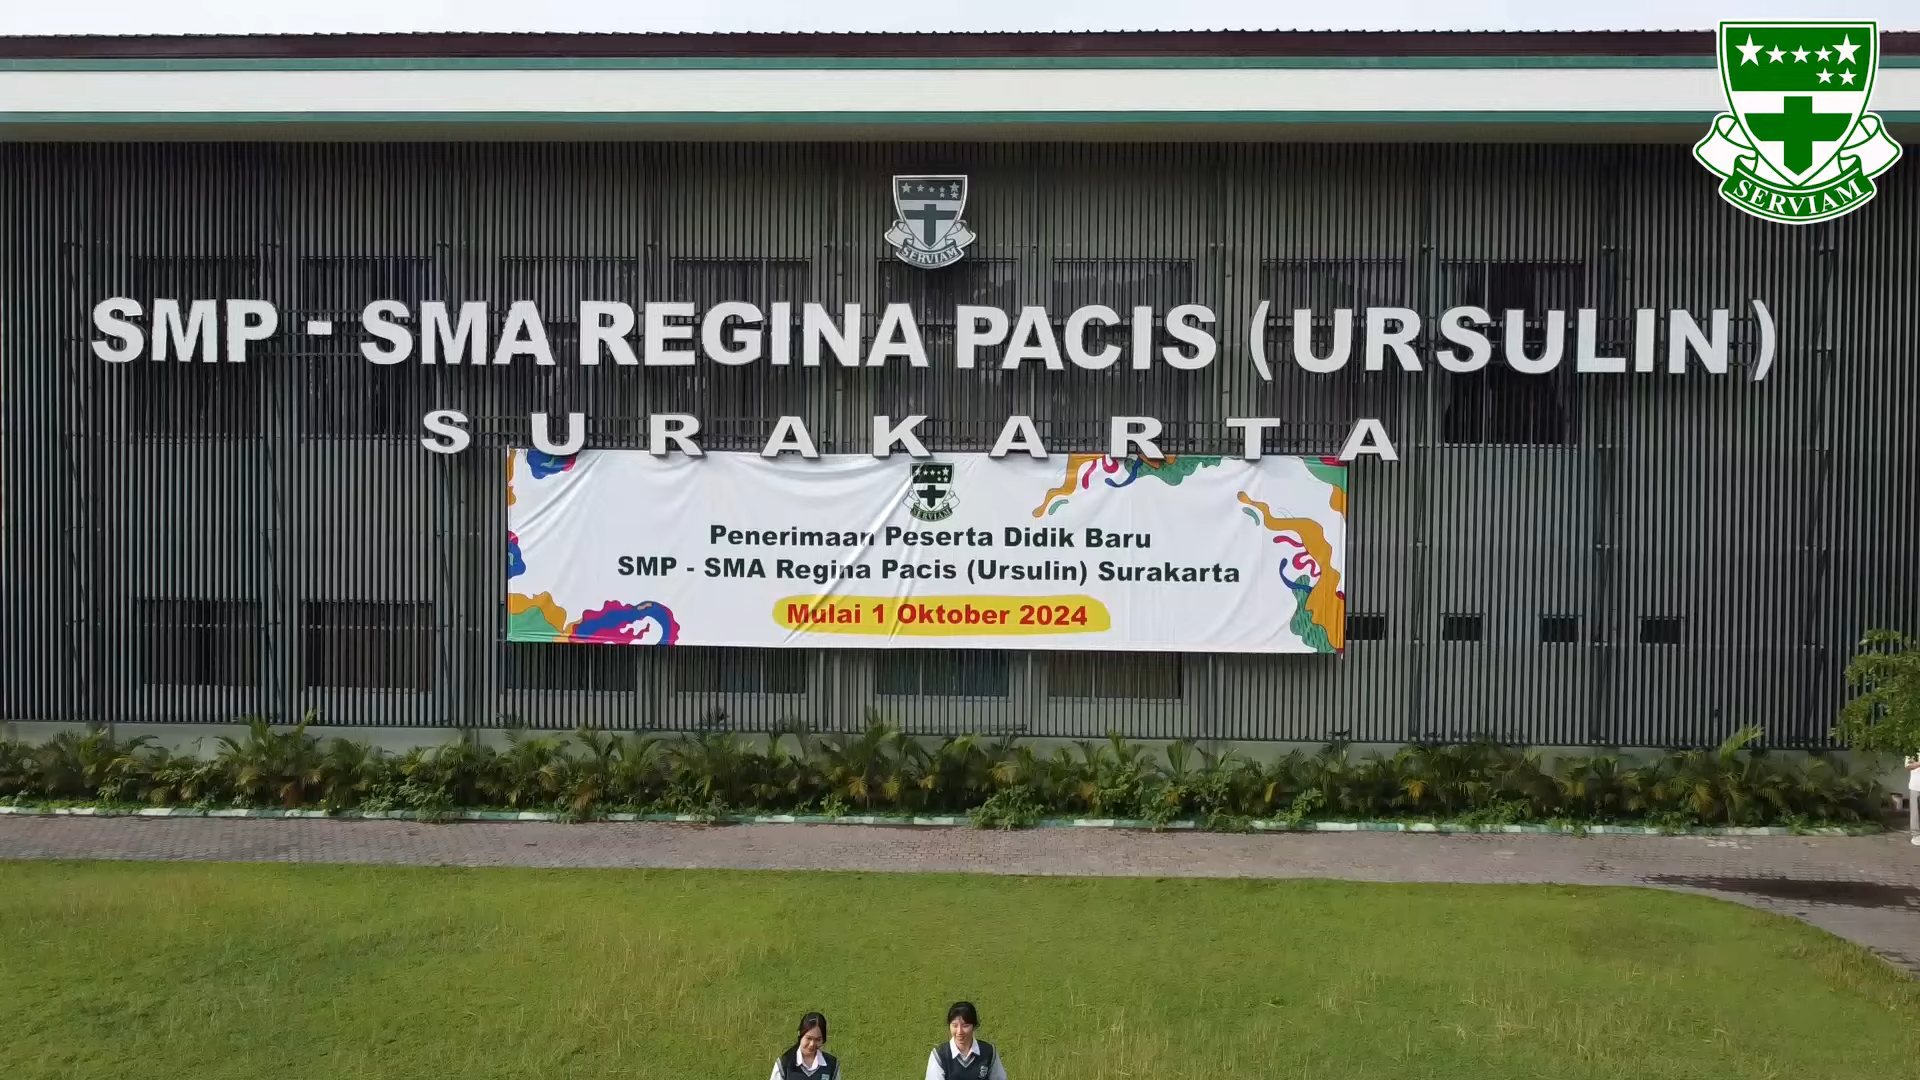 SERVIAM
SERVIAM
SMP - SMA REGINA PACIS (URSULIN)
SURAKARTA
SERVIAM
Penerimaan Peserta Didik Baru
SMP - SMA Regina Pacis (Ursulin) Surakarta
Mulai 1 Oktober 2024